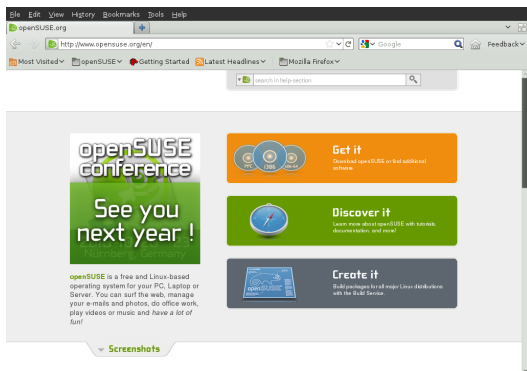 File Edit View History Bookmarks Tools Help
openSUSE.org
http://www.opensuse.org/en/
Google
Feedback
Most Visited openSUSE Getting Started Latest Headlines Mozilla Firefox
search in help-section
openSUSE
conference
See you
next year !
Nürnberg, Germany
openSUSE is a free and Linux-based
operating system for your PC, Laptop or
Server. You can surf the web, manage
your e-mails and photos, do office work,
play videos or music and have a lot of
fun!
Get it
Download openSUSE or find additional
software.
Discover it
Learn more about openSUSE with tutorials,
documentation, and more!
openSUSE
Create it
Build packages for all major Linux distributions
with the Build Service.
Screenshots